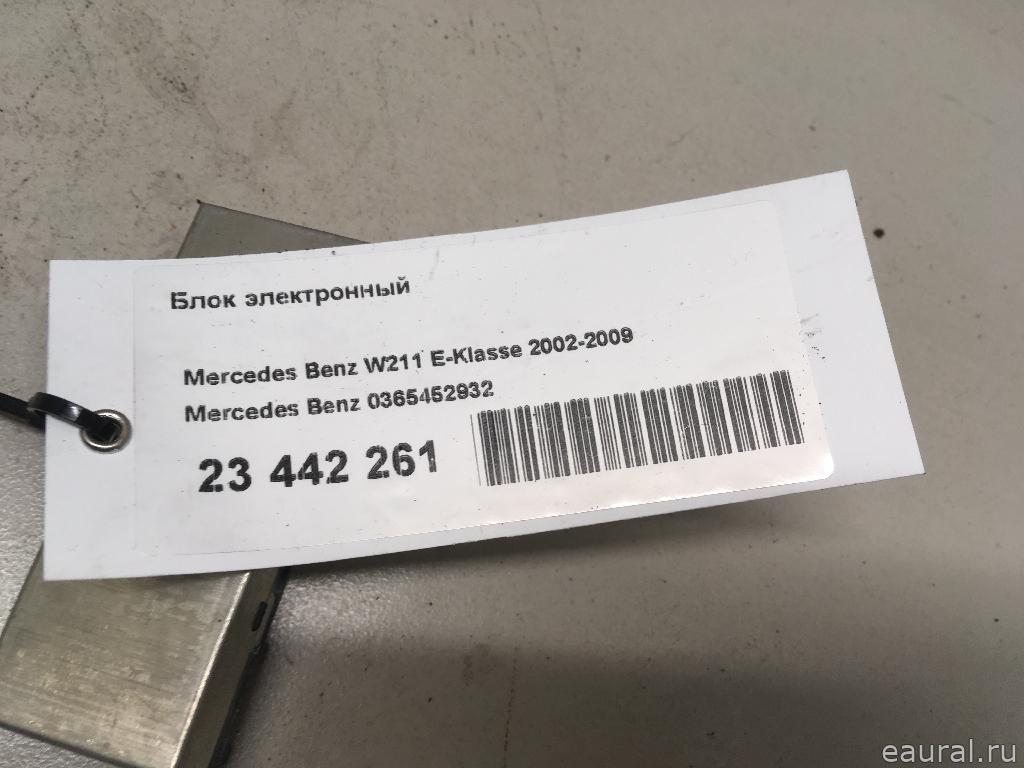 Блок электронный
Mercedes Benz W211 E-Klasse 2002-2009
Mercedes Benz 0365452932
23 442 261
eaural.ru